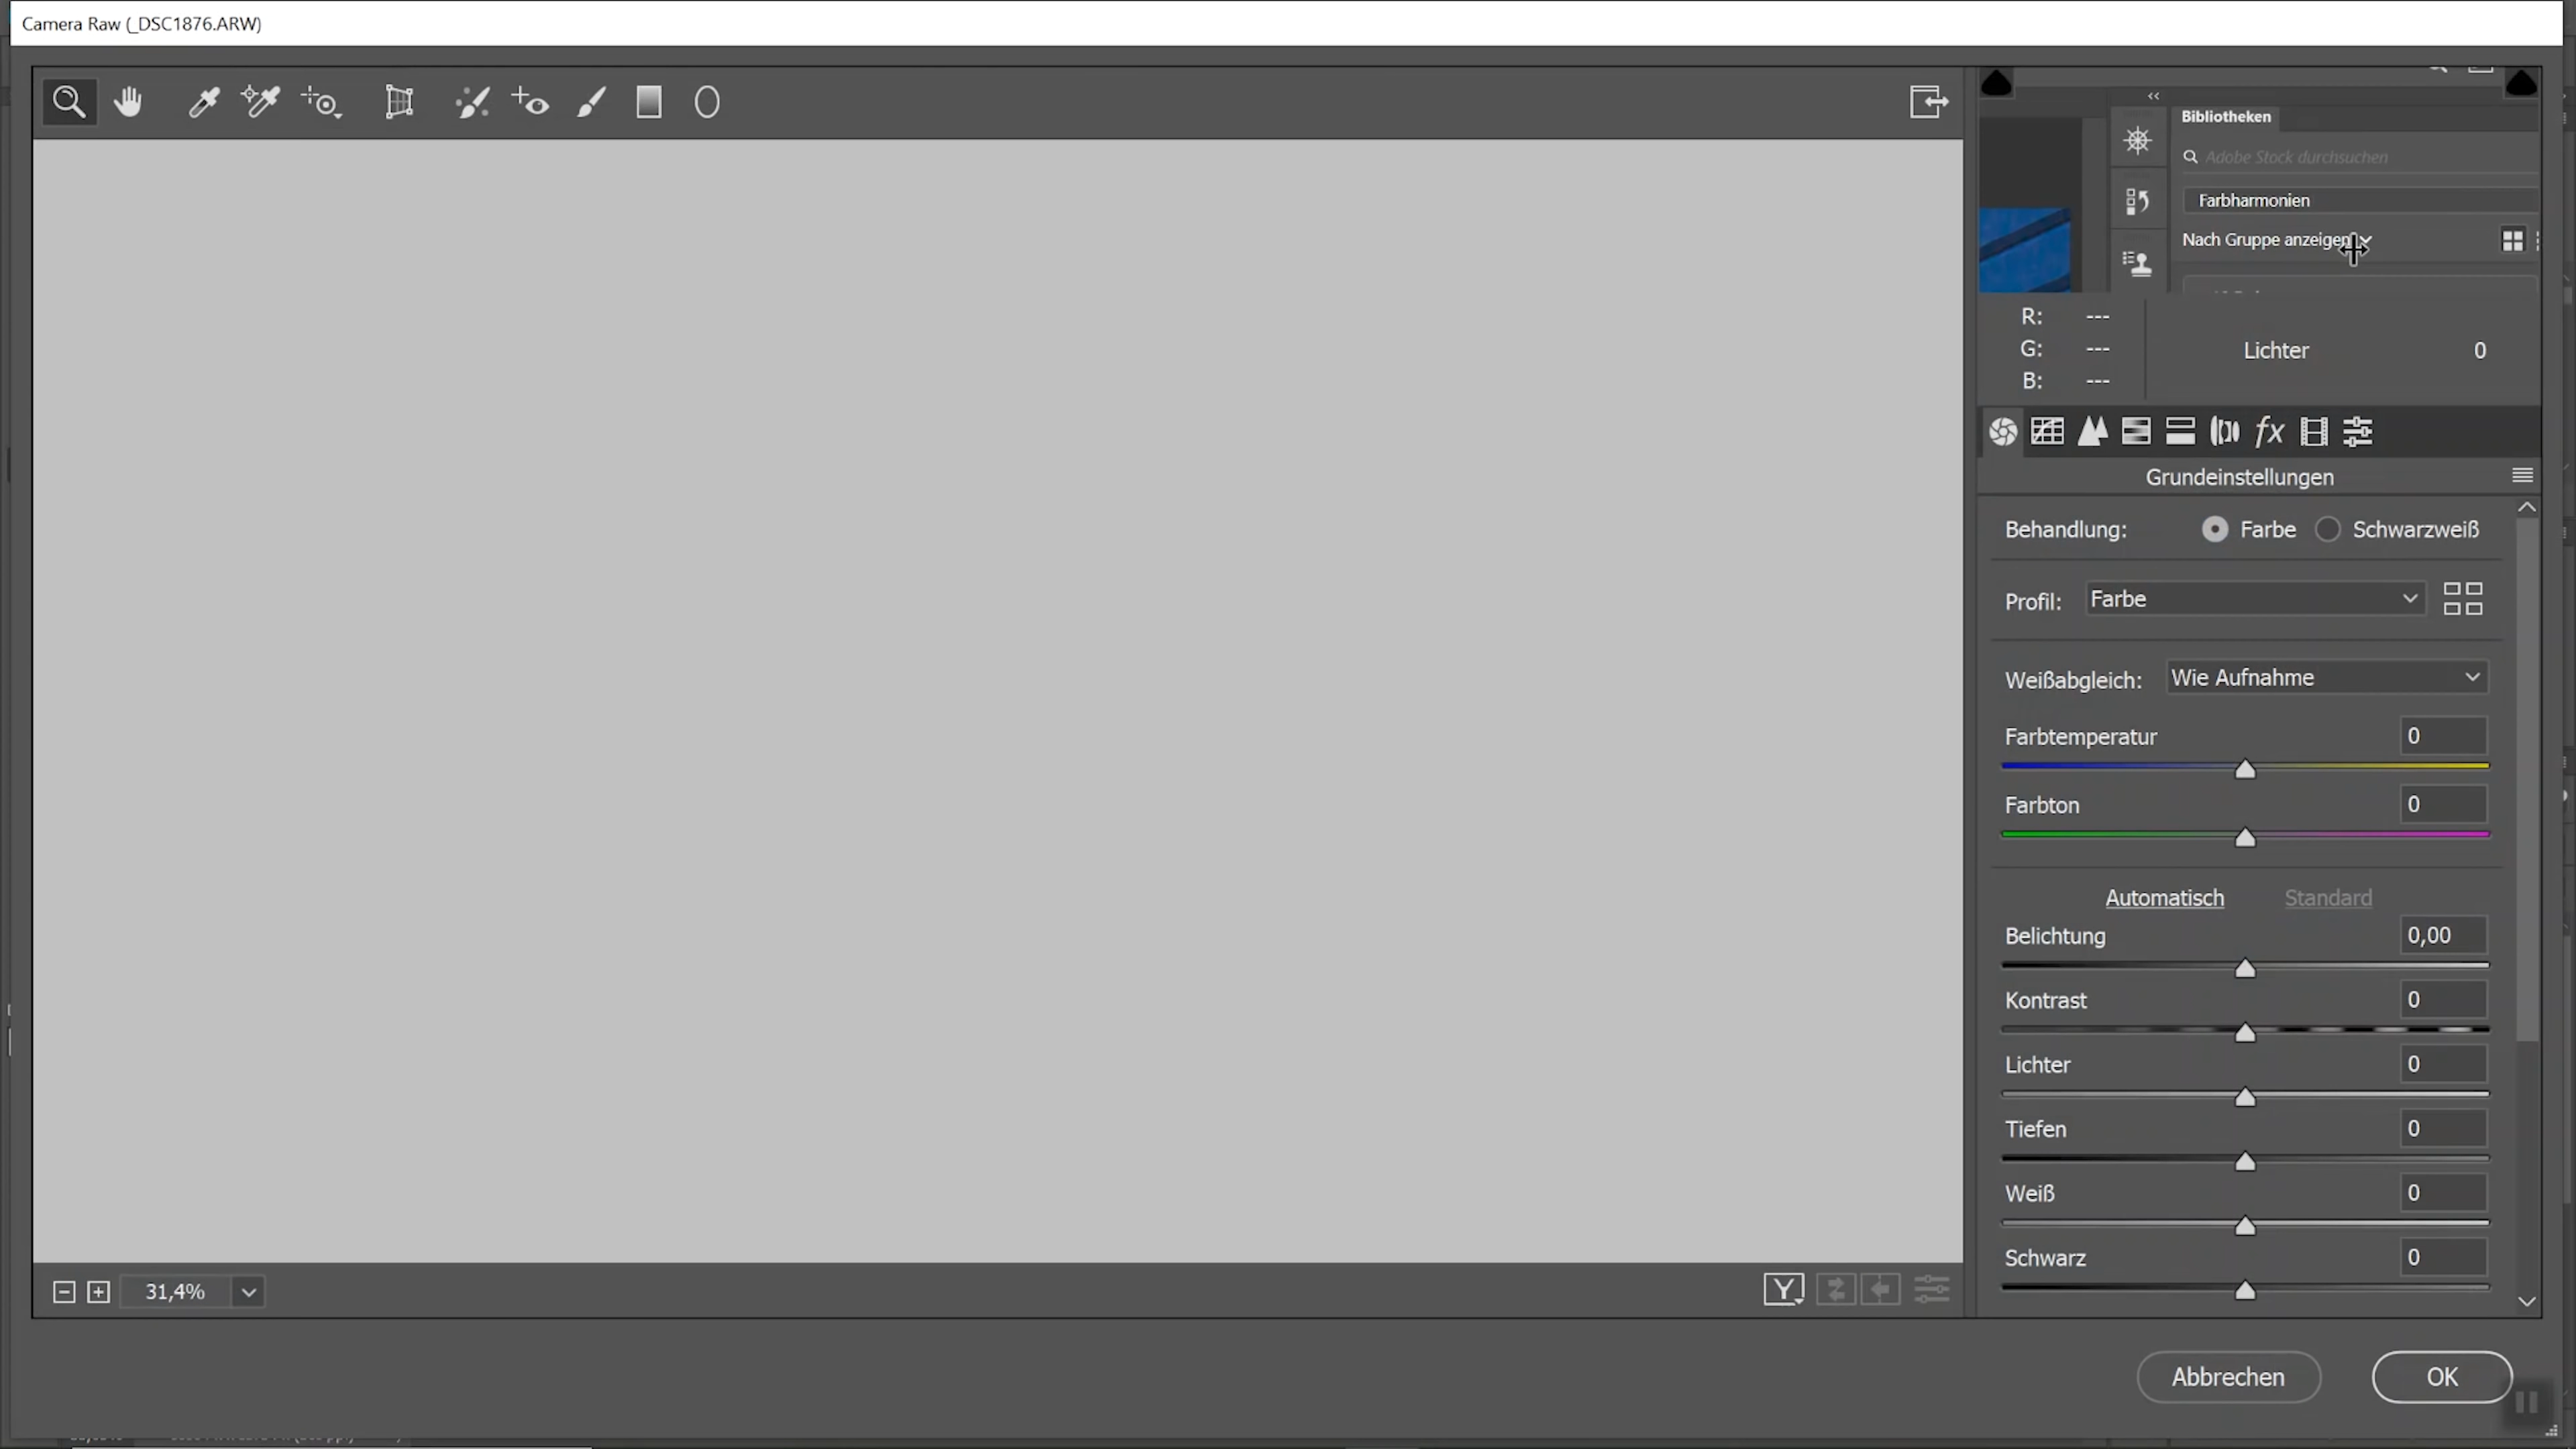 Camera Raw (_DSC1876.ARW)
Bibliotheken
Adobe Stock durchsuchen
Farbharmonien
Nach Gruppe anzeigen
R: ---
G: ---
B: ---
Lichter 0
fx
Grundeinstellungen
Behandlung: Farbe Schwarzweiß
Profil: Farbe
Weißabgleich: Wie Aufnahme
Farbtemperatur 0
Farbton 0
Automatisch Standard
Belichtung 0,00
Kontrast 0
Lichter 0
Tiefen 0
Weiß 0
Schwarz 0
31,4%
Y
Abbrechen OK